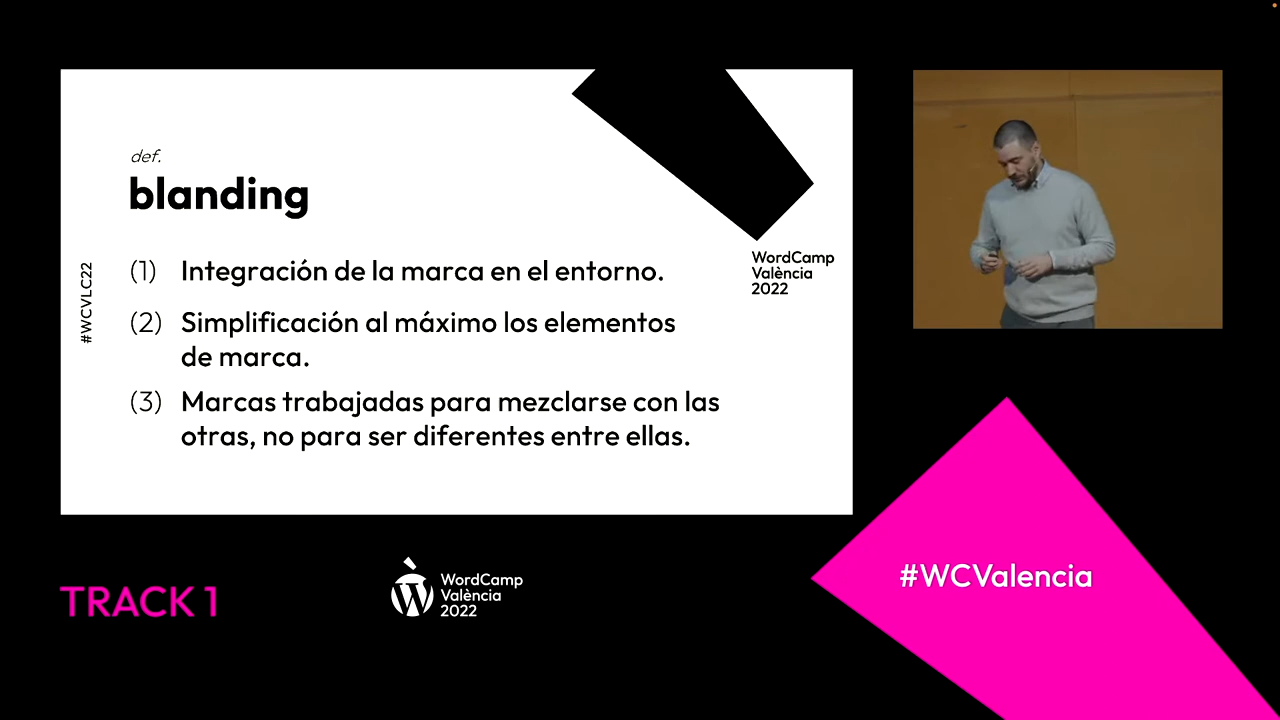 def.
blanding
(1) Integración de la marca en el entorno.
(2) Simplificación al máximo los elementos
de marca.
(3) Marcas trabajadas para mezclarse con las
otras, no para ser diferentes entre ellas.
#WCVLC22
WordCamp
València
2022
TRACK 1
WordCamp
València
2022
#WCValencia